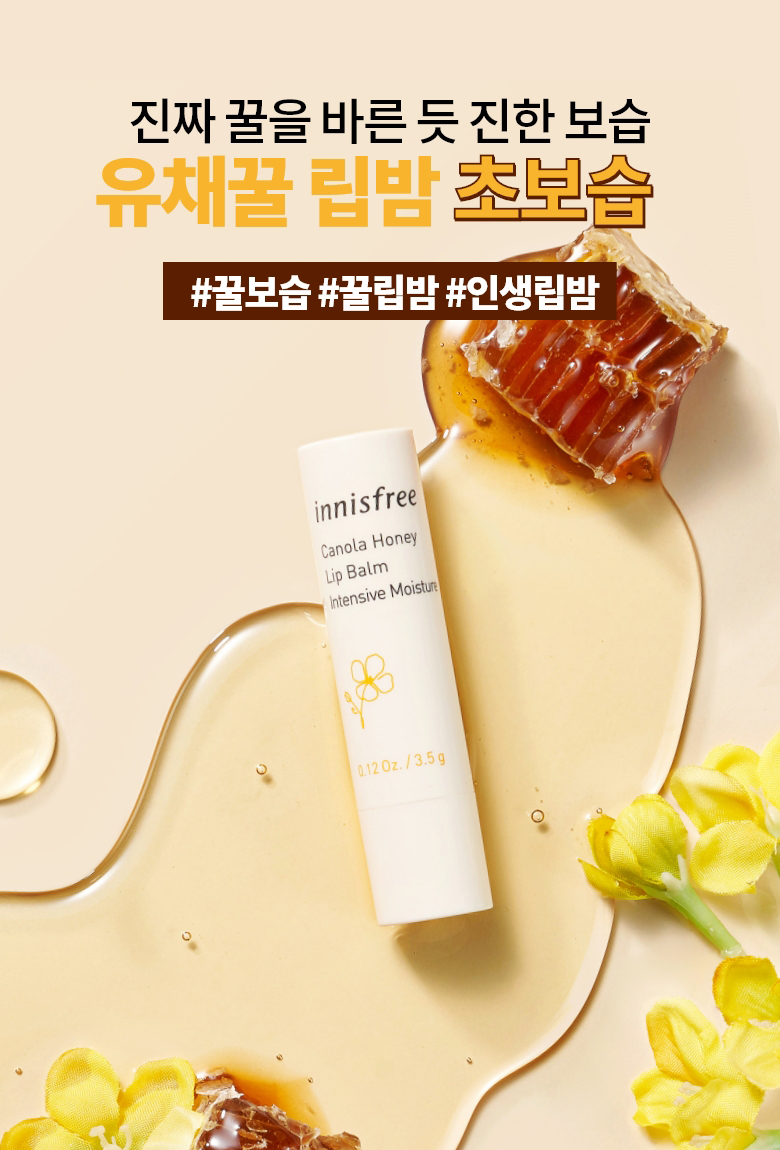 진짜 꿀을 바른 듯 진한 보습
유채꿀 립밤 초보습
#꿀보습 #꿀립밤 #인생립밤
innisfree
Canola Honey
Lip Balm
Intensive Moisture
0.12 Oz. / 3.5 g